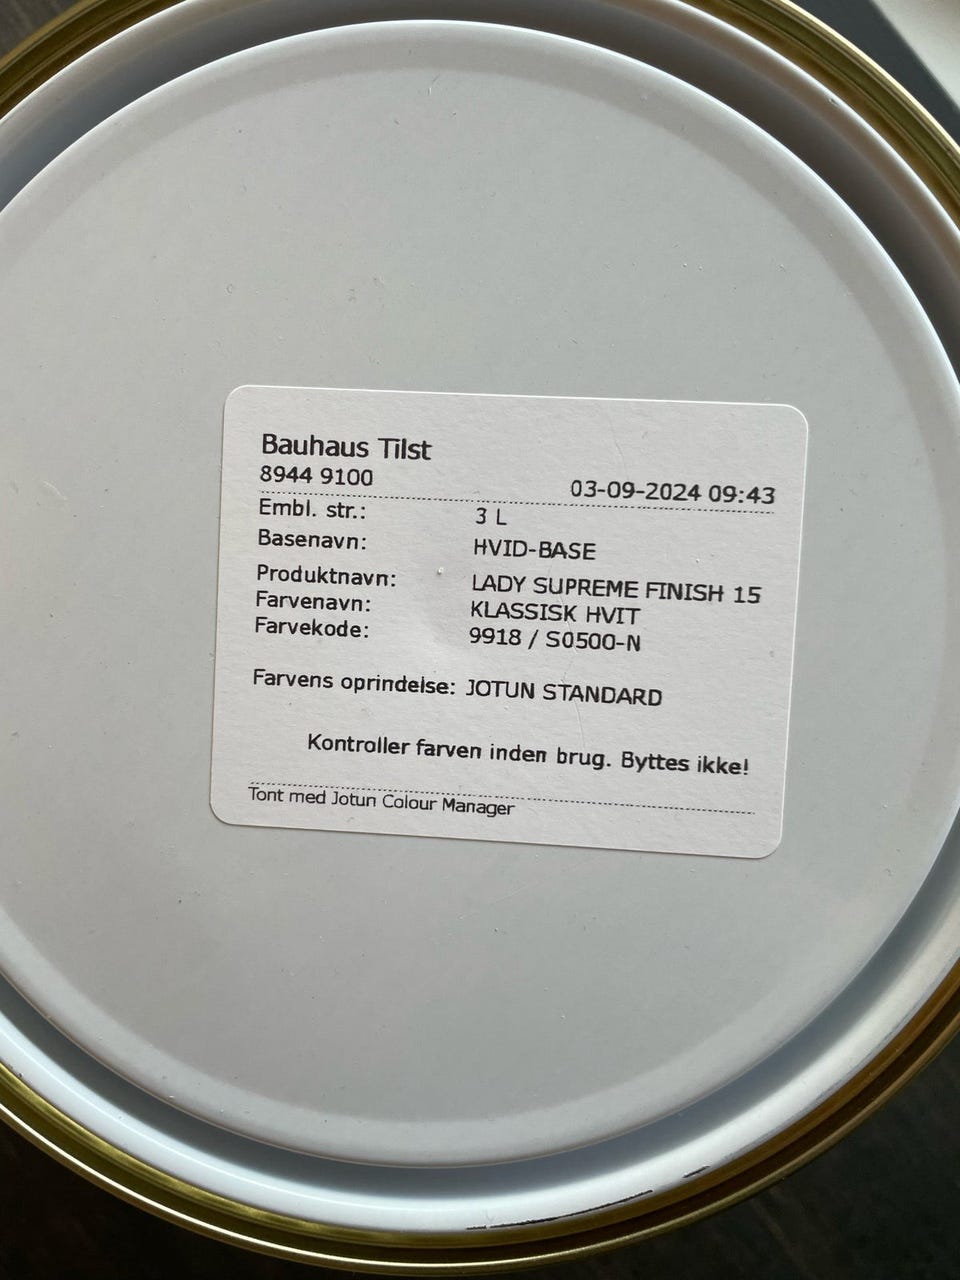 Bauhaus Tilst
8944 9100 03-09-2024 09:43
Embl. str.: 3 L
Basenavn: HVID-BASE
Produktnavn: LADY SUPREME FINISH 15
Farvenavn: KLASSISK HVIT
Farvekode: 9918 / S0500-N
Farvens oprindelse: JOTUN STANDARD
Kontroller farven inden brug. Byttes ikke!
Tont med Jotun Colour Manager